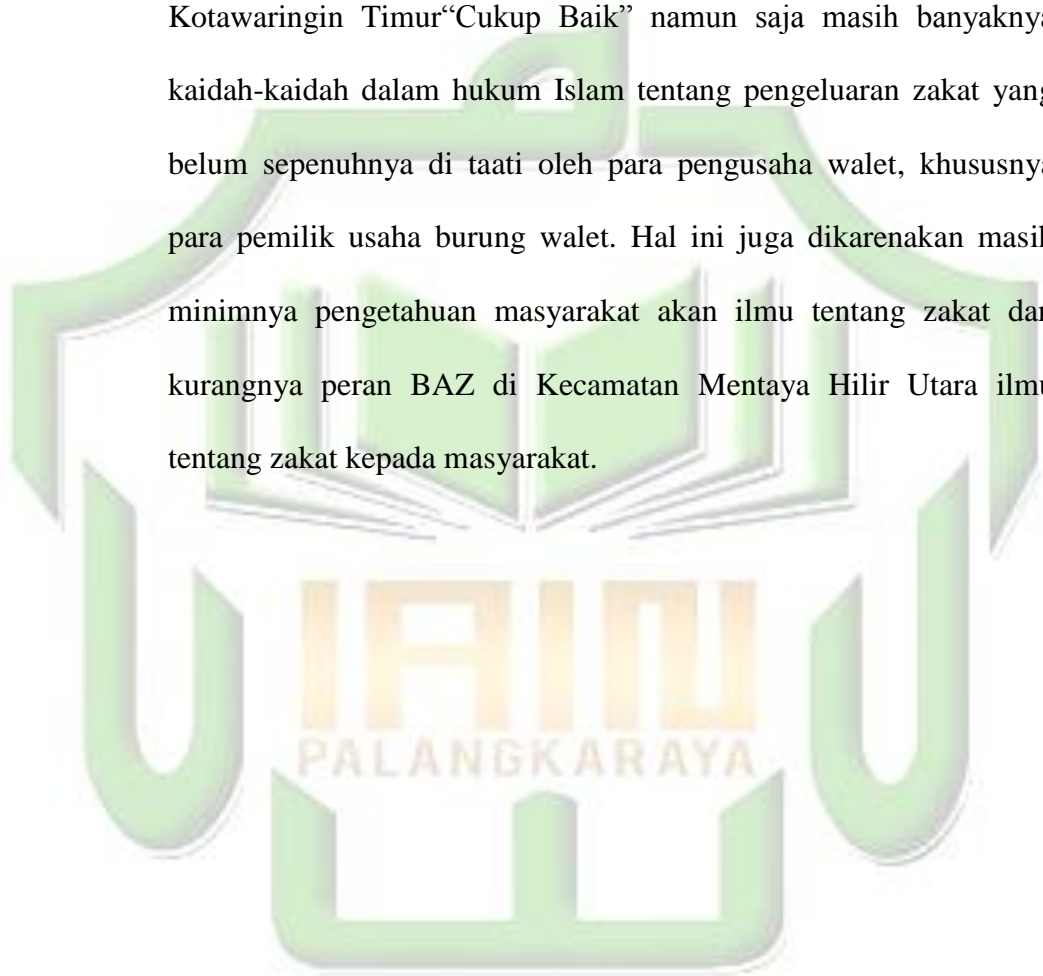 Kotawaringin Timur“Cukup Baik” namun saja masih banyaknya
kaidah-kaidah dalam hukum Islam tentang pengeluaran zakat yang
belum sepenuhnya di taati oleh para pengusaha walet, khususnya
para pemilik usaha burung walet. Hal ini juga dikarenakan masih
minimnya pengetahuan masyarakat akan ilmu tentang zakat dan
kurangnya peran BAZ di Kecamatan Mentaya Hilir Utara ilmu
tentang zakat kepada masyarakat.
IAIN
PALANGKARAYA